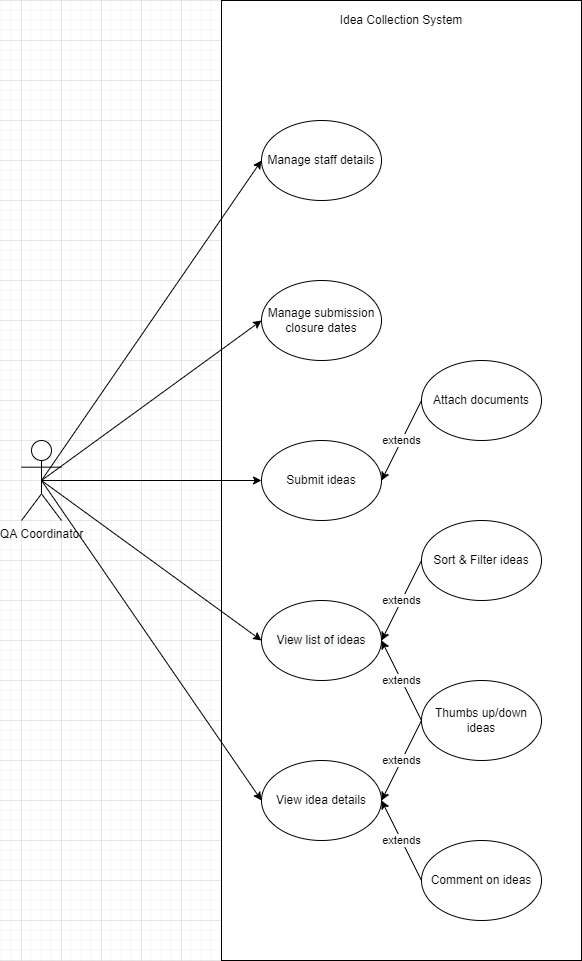 Idea Collection System
Manage staff details
Manage submission
closure dates
Attach documents
extends
Submit ideas
QA Coordinator
Sort & Filter ideas
extends
View list of ideas
extends
Thumbs up/down
ideas
extends
View idea details
extends
Comment on ideas